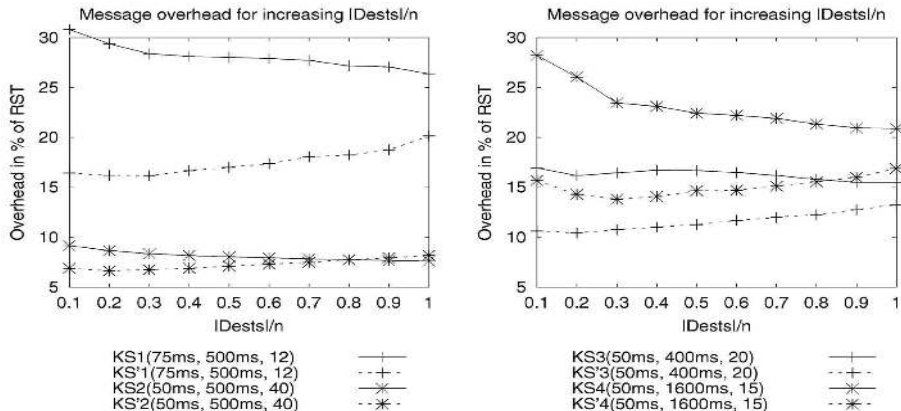 Message overhead for increasing |Dests|/n
30
25
20
15
10
5
Overhead in % of RST
0.1 0.2 0.3 0.4 0.5 0.6 0.7 0.8 0.9 1
|Dests|/n
KS1(75ms, 500ms, 12)
KS'1(75ms, 500ms, 12)
KS2(50ms, 500ms, 40)
KS'2(50ms, 500ms, 40)
Message overhead for increasing |Dests|/n
30
25
20
15
10
5
Overhead in % of RST
0.1 0.2 0.3 0.4 0.5 0.6 0.7 0.8 0.9 1
|Dests|/n
KS3(50ms, 400ms, 20)
KS'3(50ms, 400ms, 20)
KS4(50ms, 1600ms, 15)
KS'4(50ms, 1600ms, 15)